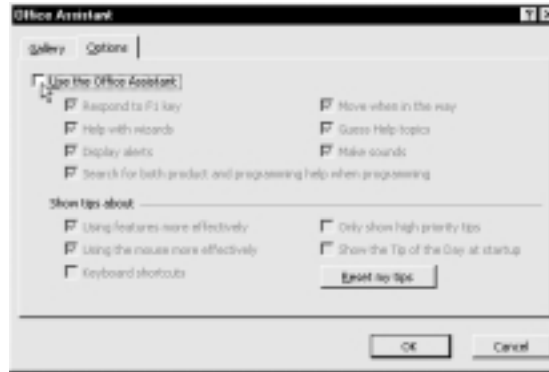 Office Assistant
Gallery Options
Use the Office Assistant
Respond to F1 key Move when in the way
Help with wizards Guess Help topics
Display alerts Make sounds
Search for both product and programming help when programming
Show tips about
Using features more effectively Only show high priority tips
Using the mouse more effectively Show the Tip of the Day at startup
Keyboard shortcuts Reset my tips
OK Cancel